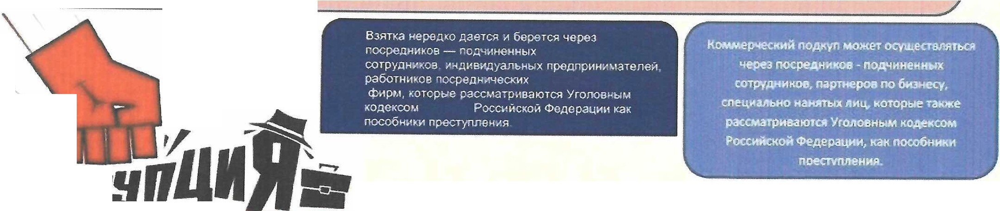 упция
Взятка нередко дается и берется через
посредников — подчиненных
сотрудников, индивидуальных предпринимателей,
работников посреднических
фирм, которые рассматриваются Уголовным
кодексом Российской Федерации как
пособники преступления.
Коммерческий подкуп может осуществляться
через посредников - подчиненных
сотрудников, партнеров по бизнесу,
специально нанятых лиц, которые также
рассматриваются Уголовным кодексом
Российской Федерации, как пособники
преступления.